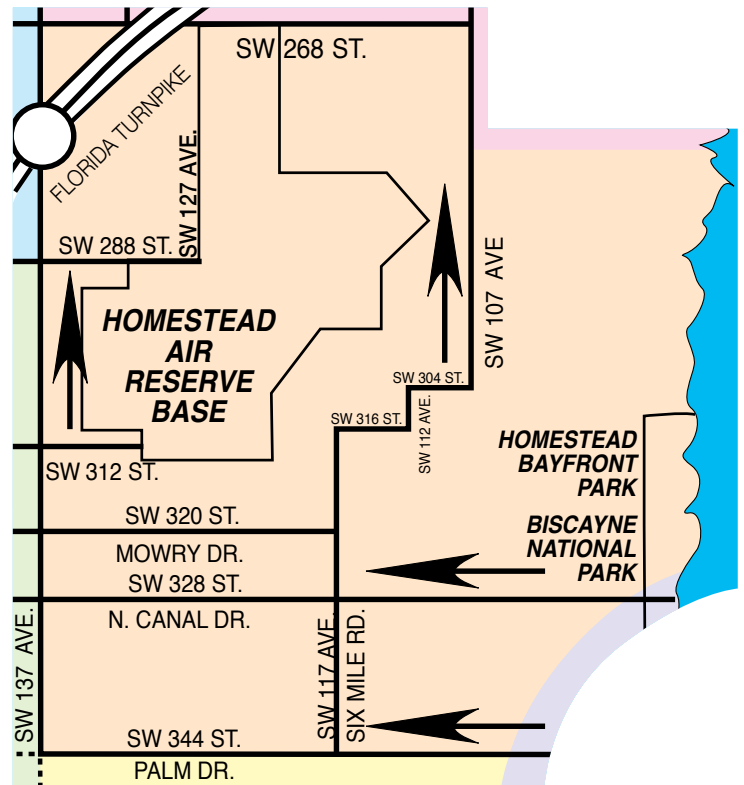 SW 268 ST.
FLORIDA TURNPIKE
SW 127 AVE.
SW 288 ST.
SW 107 AVE
HOMESTEAD
AIR
RESERVE
BASE
SW 304 ST.
SW 112 AVE.
SW 316 ST.
HOMESTEAD
BAYFRONT
PARK
SW 312 ST.
SW 320 ST.
BISCAYNE
NATIONAL
PARK
MOWRY DR.
SW 328 ST.
N. CANAL DR.
SW 137 AVE.
SW 117 AVE.
SIX MILE RD.
SW 344 ST.
PALM DR.